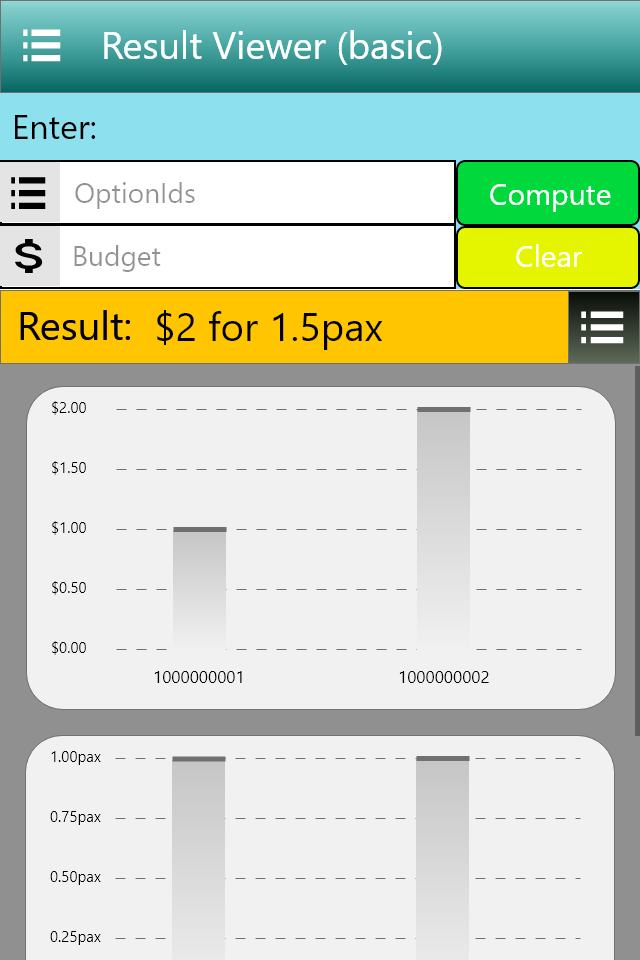 Result Viewer (basic)
Enter:
OptionIds
Compute
$
Budget
Clear
Result: $2 for 1.5pax
$2.00
$1.50
$1.00
$0.50
$0.00
1000000001 1000000002
1.00pax
0.75pax
0.50pax
0.25pax